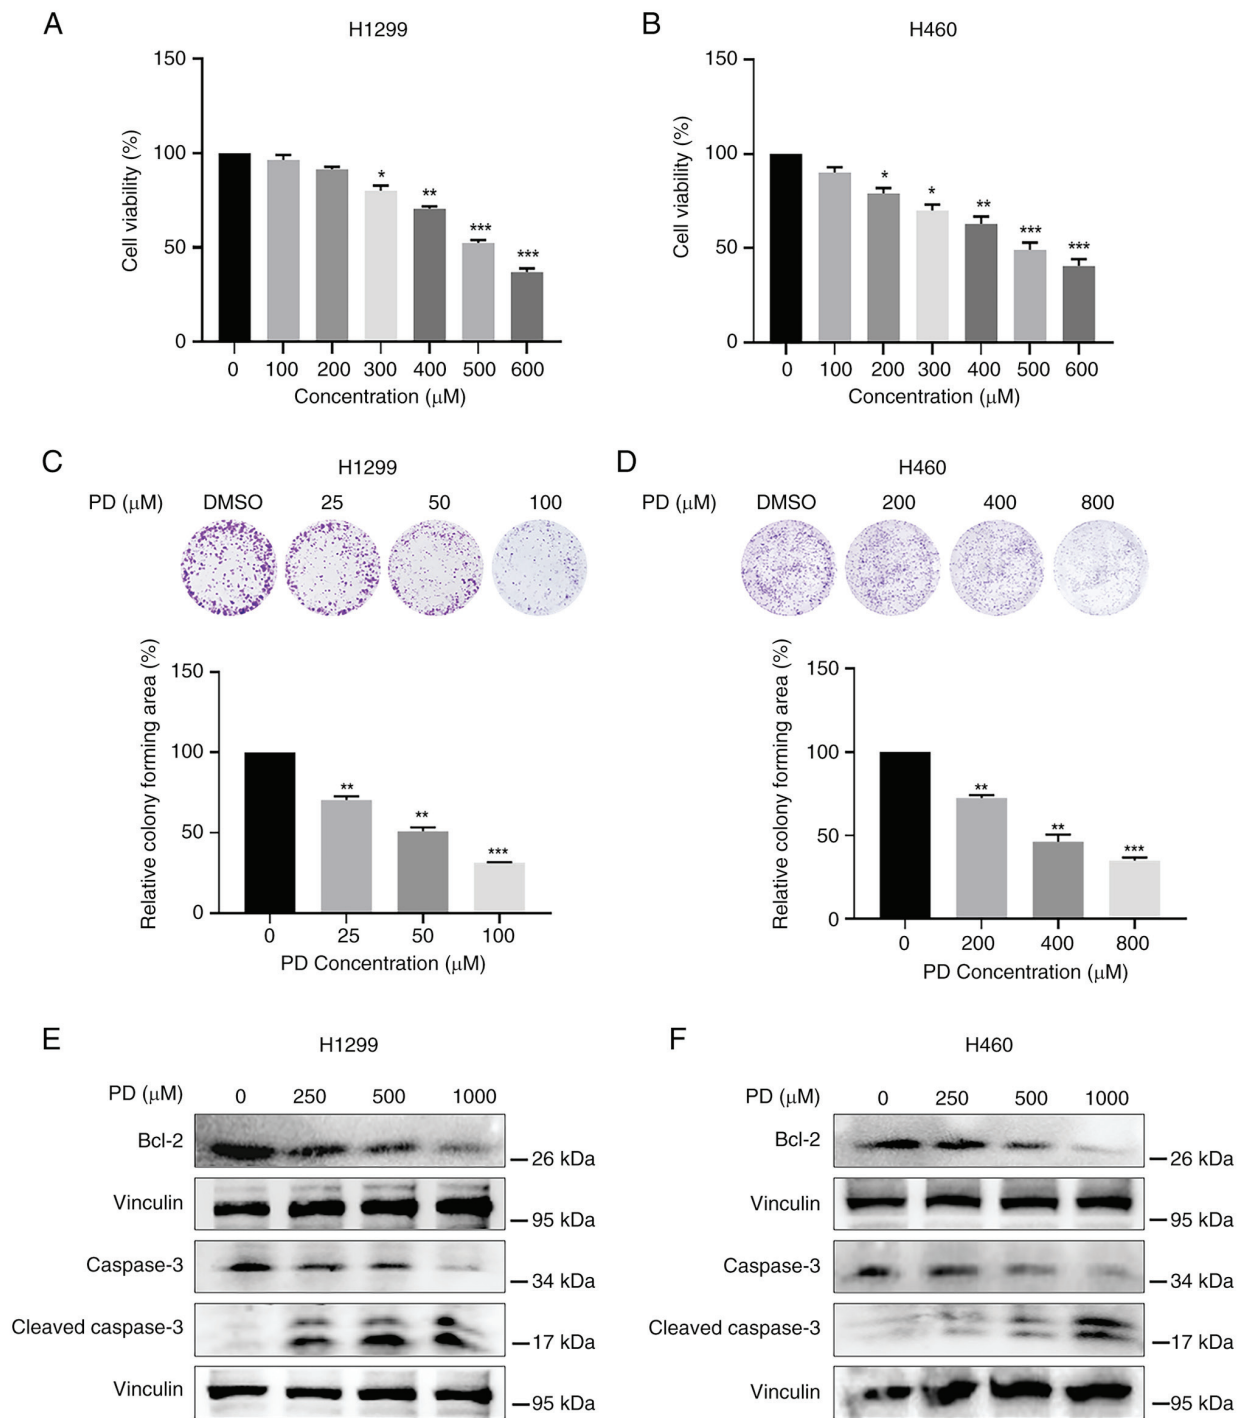 A
H1299
Cell viability (%)
150
100
50
0
* ** *** ***
0 100 200 300 400 500 600
Concentration (μM)
B
H460
Cell viability (%)
150
100
50
0
* * ** *** ***
0 100 200 300 400 500 600
Concentration (μM)
C
H1299
PD (μM) DMSO 25 50 100
Relative colony forming area (%)
150
100
50
0
** ** ***
0 25 50 100
PD Concentration (μM)
D
H460
PD (μM) DMSO 200 400 800
Relative colony forming area (%)
150
100
50
0
** ** ***
0 200 400 800
PD Concentration (μM)
E
H1299
PD (μM) 0 250 500 1000
Bcl-2 26 kDa
Vinculin 95 kDa
Caspase-3 34 kDa
Cleaved caspase-3 17 kDa
Vinculin 95 kDa
F
H460
PD (μM) 0 250 500 1000
Bcl-2 26 kDa
Vinculin 95 kDa
Caspase-3 34 kDa
Cleaved caspase-3 17 kDa
Vinculin 95 kDa